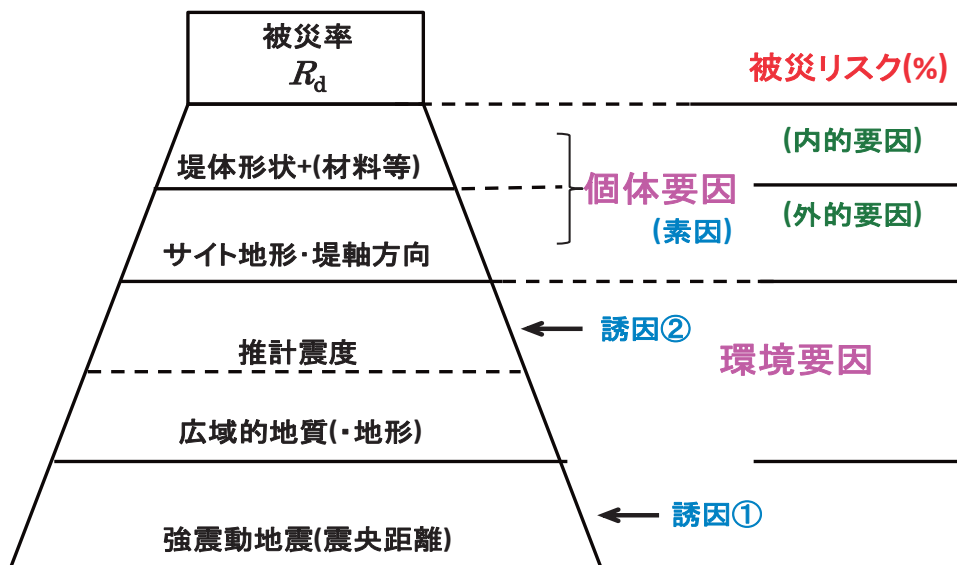 被災率
Rd
被災リスク(%)
堤体形状+(材料等)
(内的要因)
個体要因
(素因)
(外的要因)
サイト地形・堤軸方向
誘因②
推計震度
環境要因
広域的地質(・地形)
誘因①
強震動地震(震央距離)